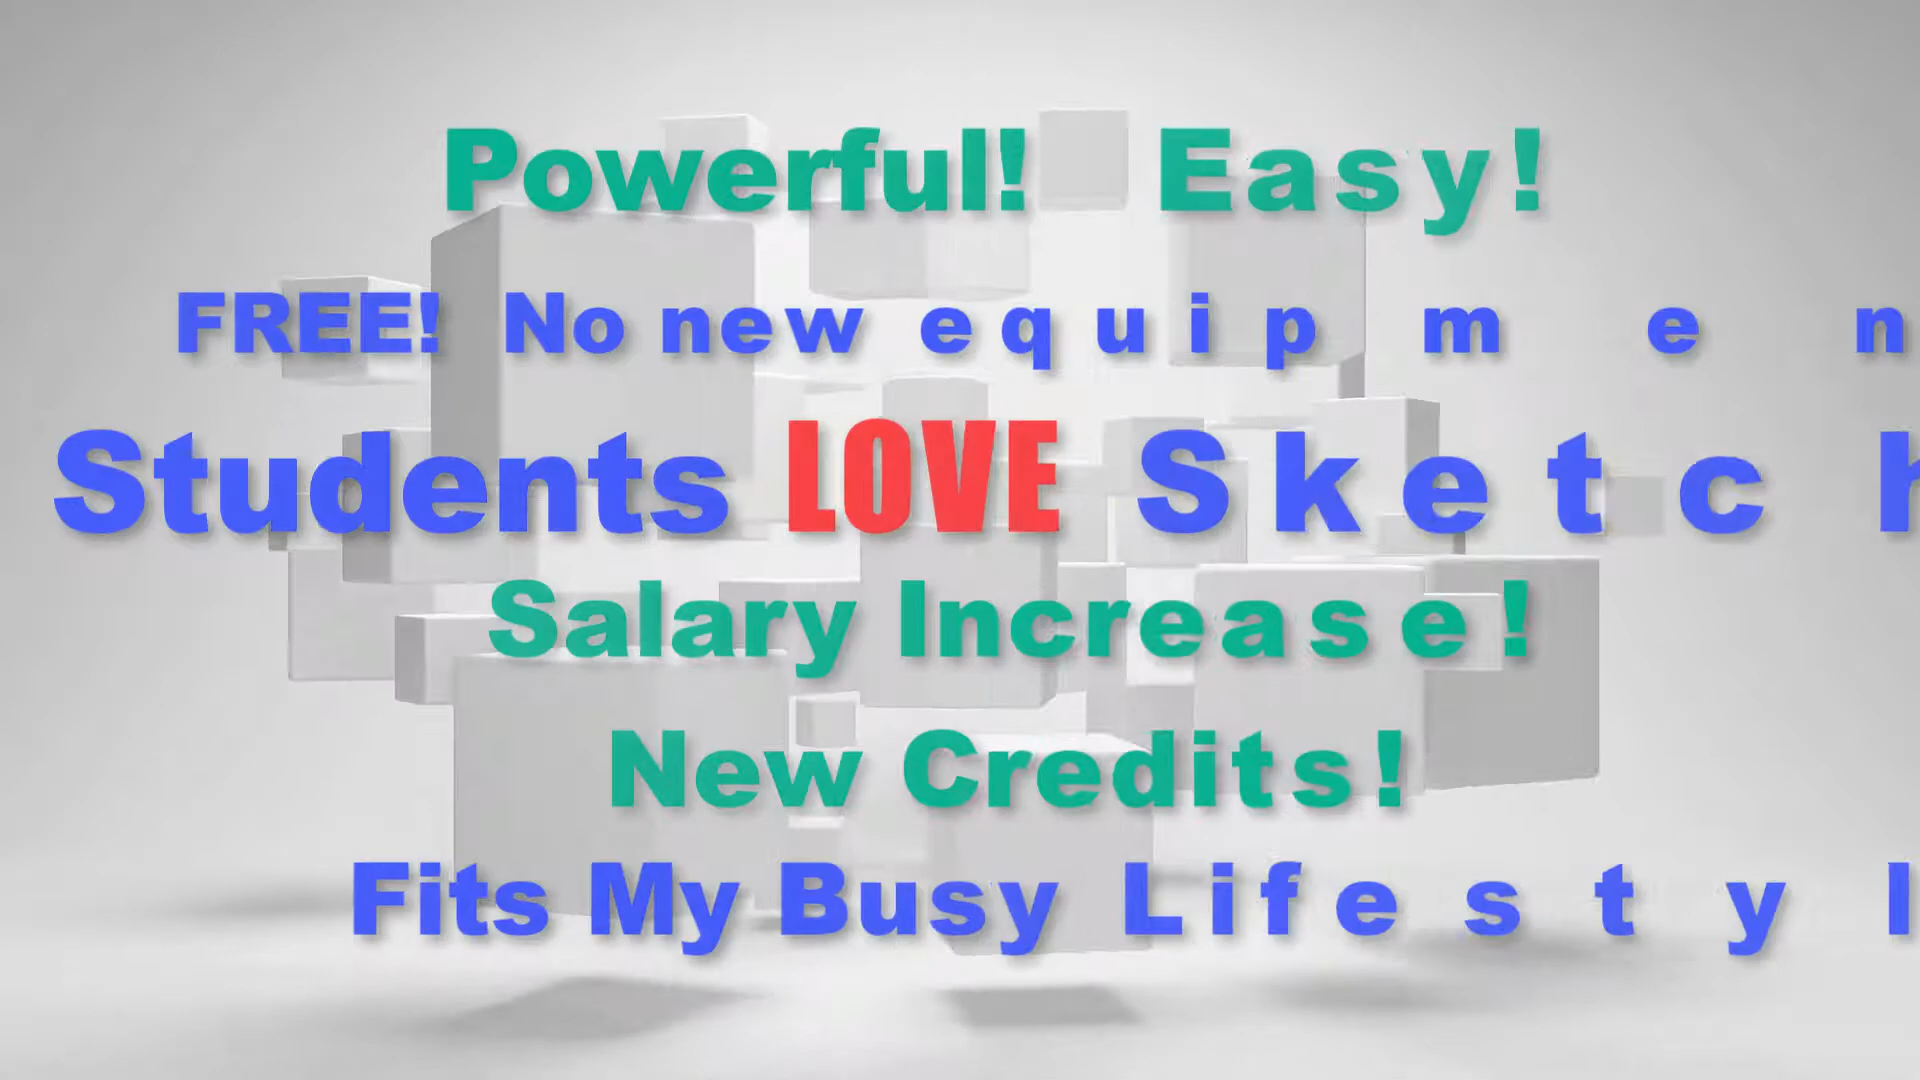 Powerful! Easy!
FREE! No new equipmen
Students LOVE Sketch
Salary Increase!
New Credits!
Fits My Busy Lifestyl